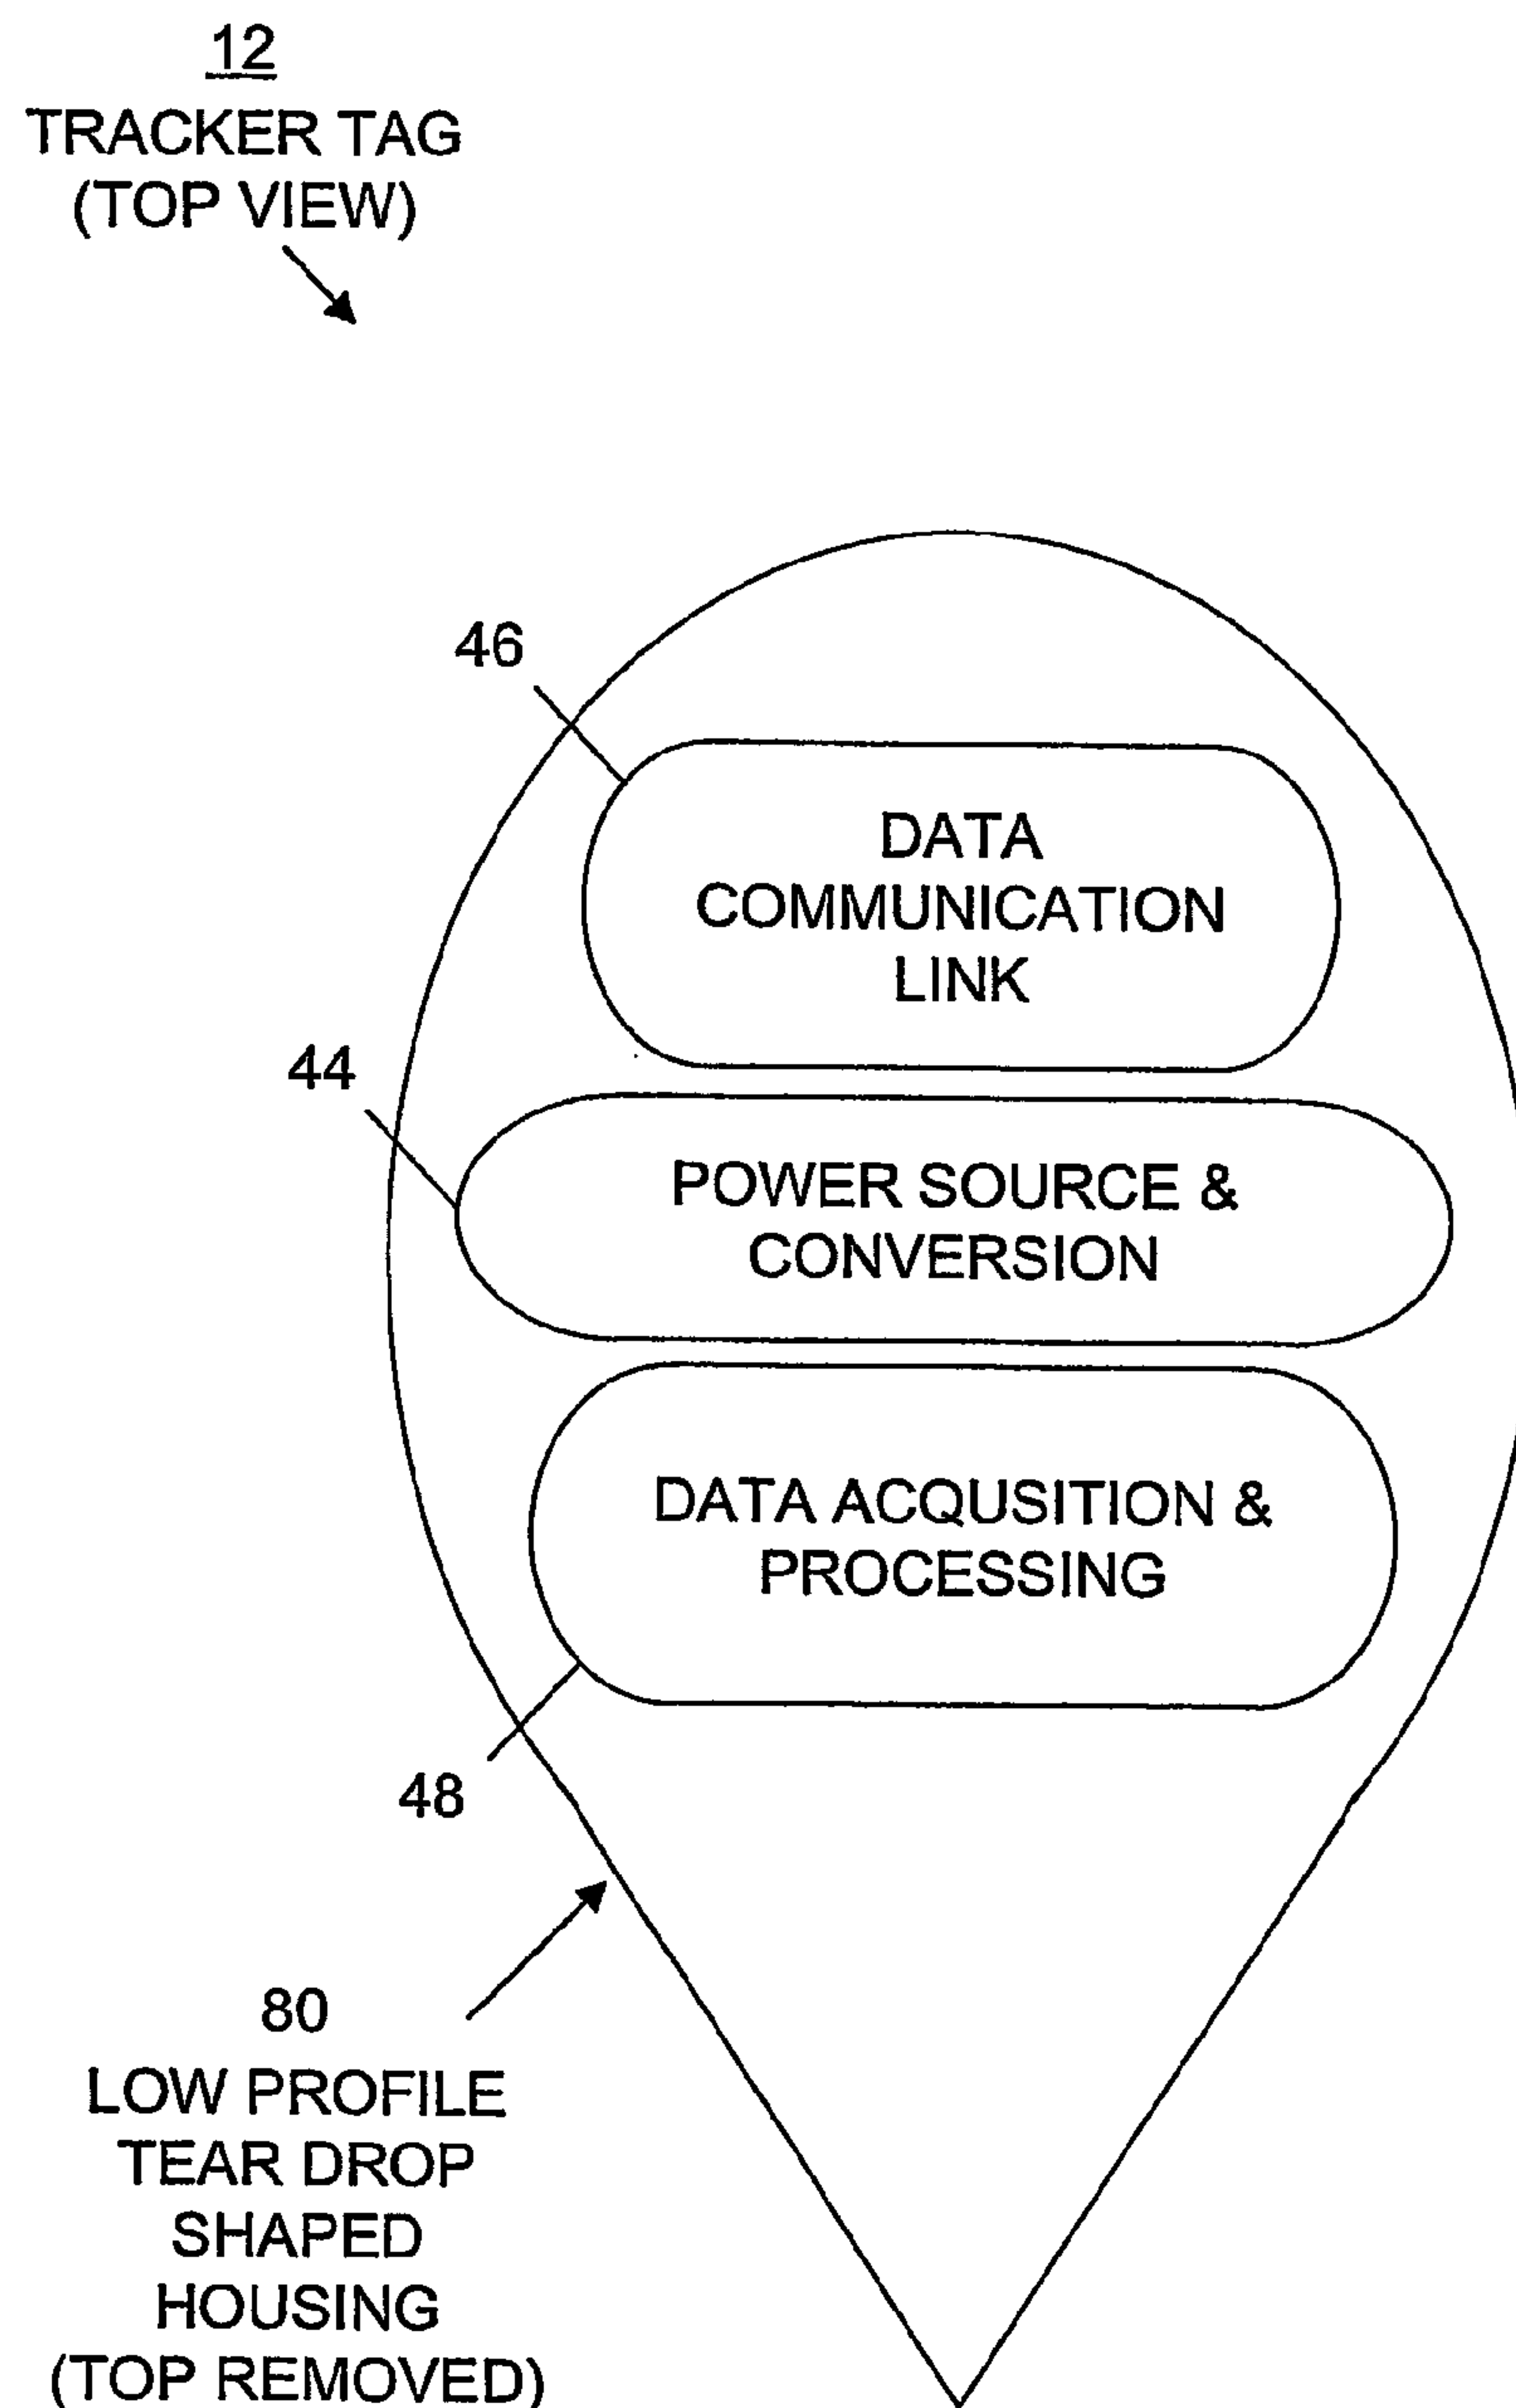 12
TRACKER TAG
(TOP VIEW)
46
DATA
COMMUNICATION
LINK
44
POWER SOURCE &
CONVERSION
DATA ACQUSITION &
PROCESSING
48
80
LOW PROFILE
TEAR DROP
SHAPED
HOUSING
(TOP REMOVED)